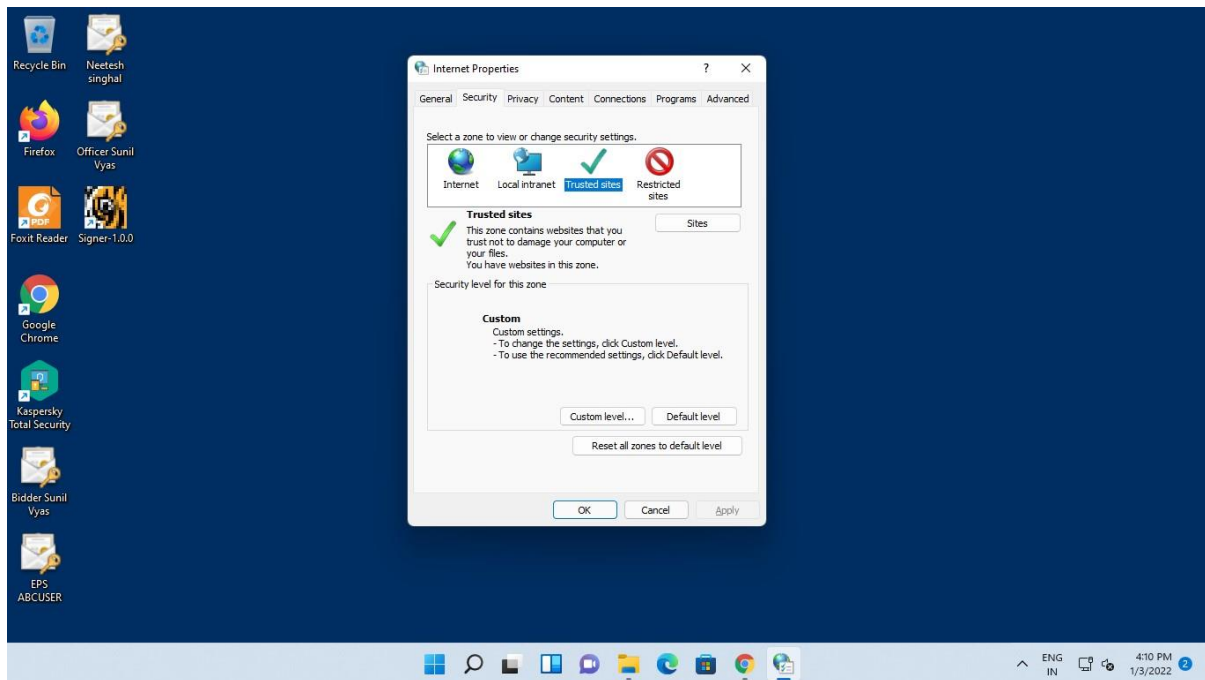 Recycle Bin
Neetesh
singhal
Firefox
Officer Sunil
Vyas
PDF
Foxit Reader
Signer-1.0.0
Google
Chrome
Kaspersky
Total Security
Bidder Sunil
Vyas
EPS
ABCUSER
Internet Properties
?
General Security Privacy Content Connections Programs Advanced
Select a zone to view or change security settings.
Internet
Local intranet
Trusted sites
Restricted
sites
Trusted sites
This zone contains websites that you
trust not to damage your computer or
your files.
You have websites in this zone.
Sites
Security level for this zone
Custom
Custom settings.
- To change the settings, click Custom level.
- To use the recommended settings, click Default level.
Custom level... Default level
Reset all zones to default level
OK Cancel Apply
ENG
IN
4:10 PM
1/3/2022
2